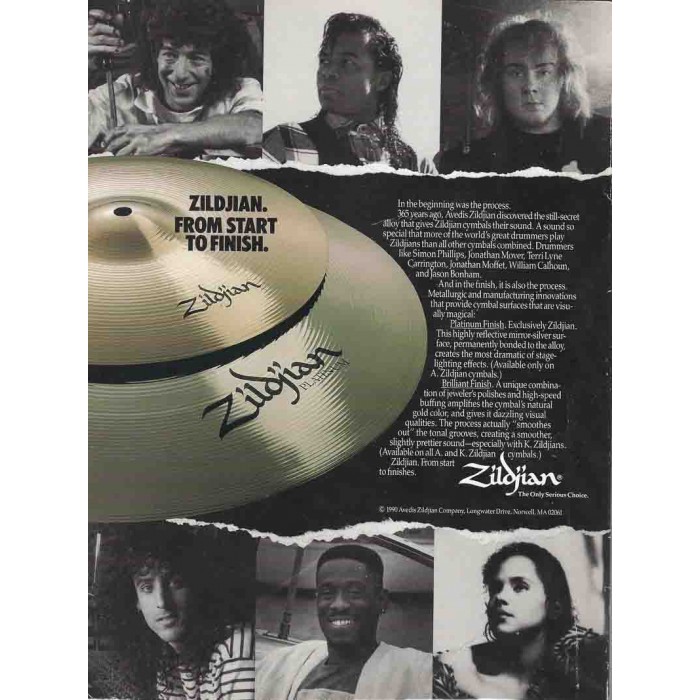 ZILDJIAN.
FROM START
TO FINISH.
Zildjian
Zildjian
PLATINUM
In the beginning was the process.
365 years ago, Avedis Zildjian discovered the still-secret
alloy that gives Zildjian cymbals their sound. A sound so
special that more of the world's great drummers play
Zildjians than all other cymbals combined. Drummers
like Simon Phillips, Jonathan Mover, Terri Lyne
Carrington, Jonathan Moffet, William Calhoun,
and Jason Bonham.
And in the finish, it is also the process.
Metallurgic and manufacturing innovations
that provide cymbal surfaces that are visu-
ally magical:
Platinum Finish. Exclusively Zildjian.
This highly reflective mirror-silver sur-
face, permanently bonded to the alloy,
creates the most dramatic of stage-
lighting effects. (Available only on
A. Zildjian cymbals.)
Brilliant Finish. A unique combina-
tion of jeweler's polishes and high-speed
buffing amplifies the cymbal's natural
gold color, and gives it dazzling visual
qualities. The process actually "smoothes
out" the tonal grooves, creating a smoother,
slightly prettier sound—especially with K. Zildjians.
(Available on all A. and K. Zildjian cymbals.)
Zildjian. From start
to finishes.
Zildjian®
The Only Serious Choice.
© 1990 Avedis Zildjian Company, Longwater Drive, Norwell, MA 02061